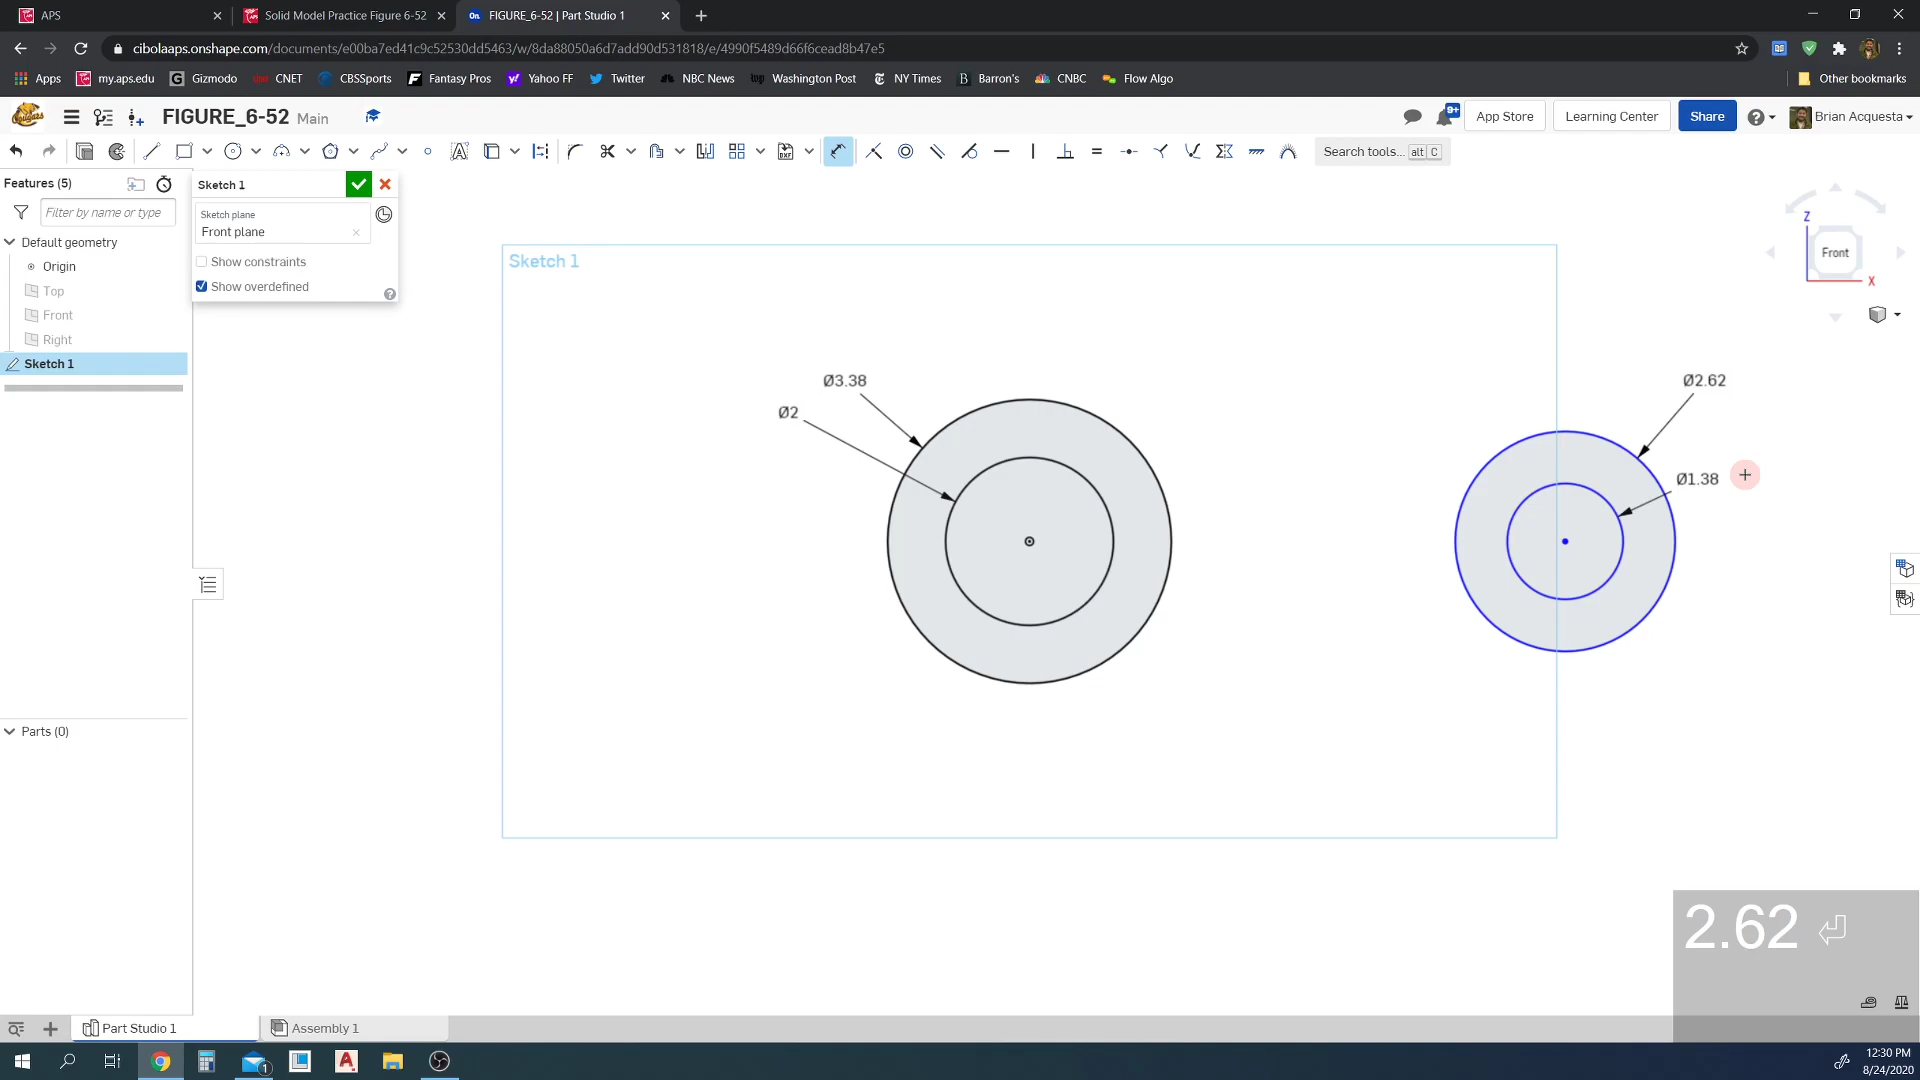 APS
Solid Model Practice Figure 6-52
FIGURE_6-52 | Part Studio 1
cibolaaps.onshape.com/documents/e00ba7ed41c9c52530dd5463/w/8da88050a6d7add90d531818/e/4990f5489d66f6cead8b47e5
Apps my.aps.edu Gizmodo CNET CBSSports Fantasy Pros Yahoo FF Twitter NBC News Washington Post NY Times Barron's CNBC Flow Algo Other bookmarks
FIGURE_6-52 Main
9+ App Store Learning Center Share Brian Acquesta
Search tools... alt C
Features (5)
Filter by name or type
Default geometry
Origin
Top
Front
Right
Sketch 1
Parts (0)
Sketch 1
Sketch plane
Front plane
Show constraints
Show overdefined
Sketch 1
Ø3.38
Ø2
Ø2.62
Ø1.38
Z
Front
X
2.62
Part Studio 1
Assembly 1
1
12:30 PM
8/24/2020